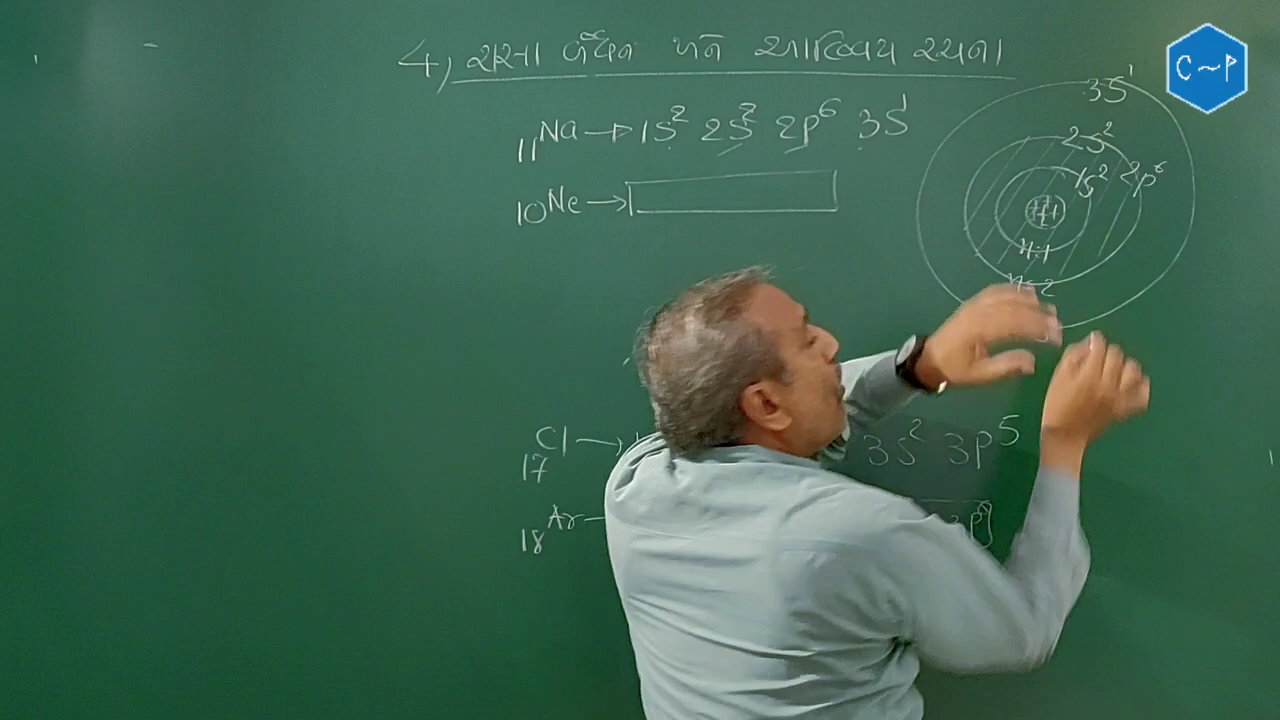 4, રાસા બંધન અને આણ્વિય રચના
11Na → 1s² 2s² 2p⁶ 3s¹
10Ne →
17Cl → 3s² 3p⁵
18Ar –
3s¹
2s²
1s² 2p⁶
n=1
n=2
C~P